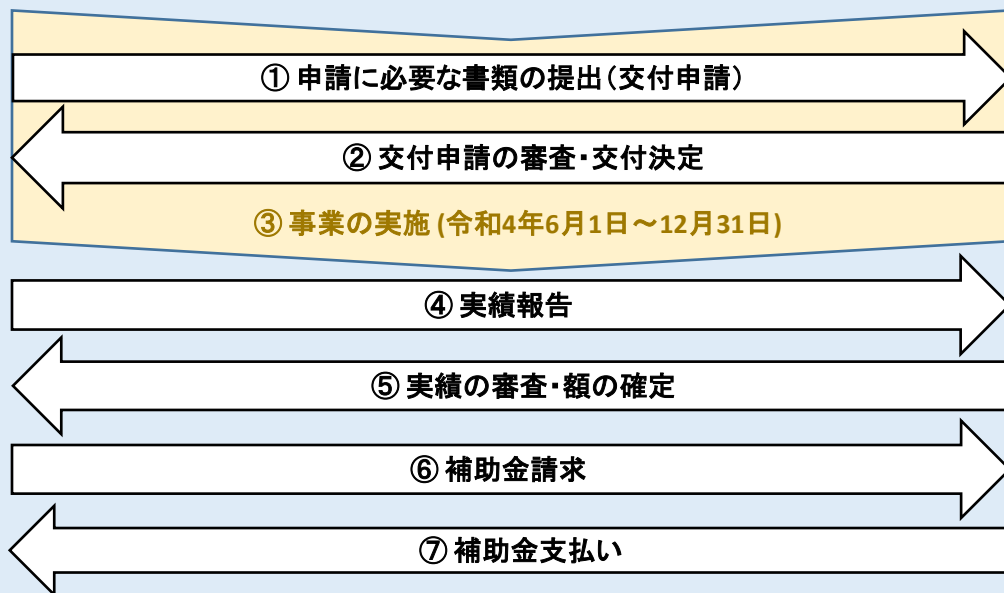 ① 申請に必要な書類の提出（交付申請）
② 交付申請の審査・交付決定
③ 事業の実施 (令和4年6月1日～12月31日)
④ 実績報告
⑤ 実績の審査・額の確定
⑥ 補助金請求
⑦ 補助金支払い